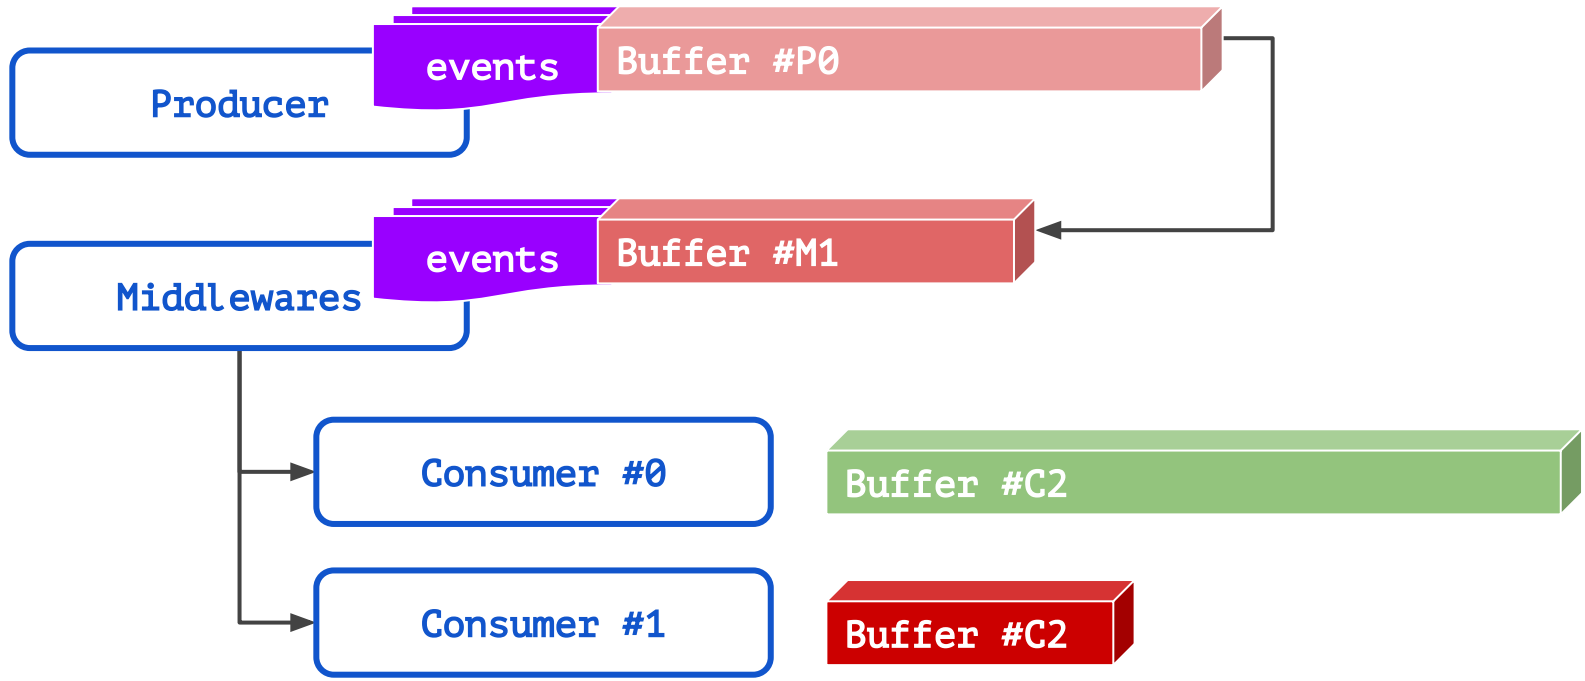 events
Buffer #P0
Producer
events
Buffer #M1
Middlewares
Consumer #0
Buffer #C2
Consumer #1
Buffer #C2